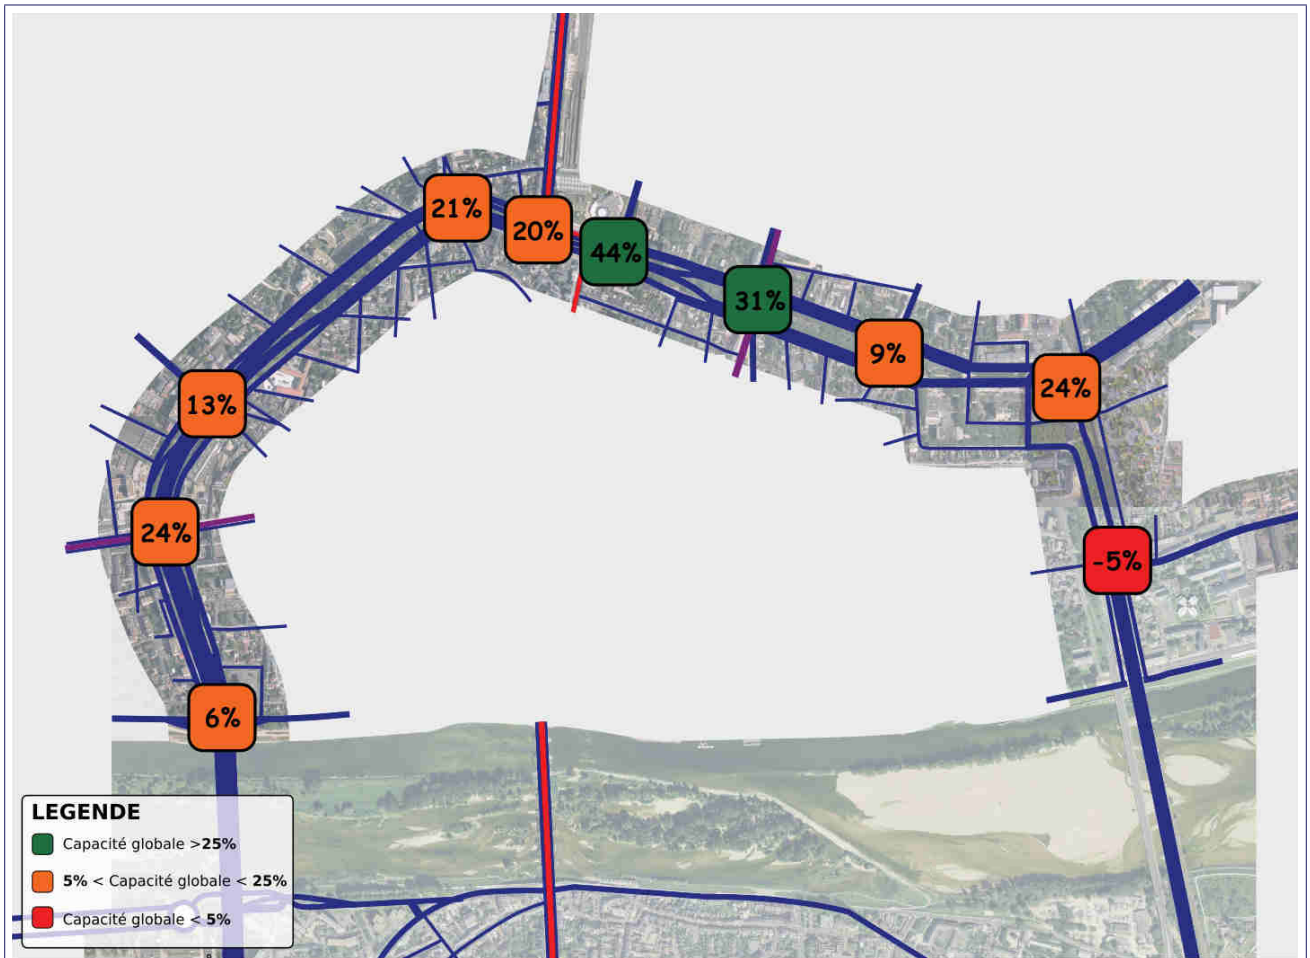 21%
20%
44%
31%
9%
24%
13%
24%
-5%
6%
LEGENDE
Capacité globale >25%
5% < Capacité globale < 25%
Capacité globale < 5%